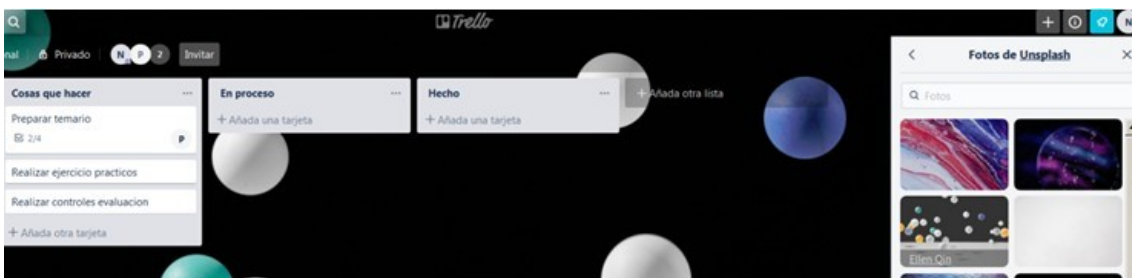 Trello
nal Privado N P 2 Invitar
N
Cosas que hacer
Preparar temario
2/4 P
Realizar ejercicio practicos
Realizar controles evaluacion
+ Añada otra tarjeta
En proceso
+ Añada una tarjeta
Hecho
+ Añada una tarjeta
+ Añada otra lista
Fotos de Unsplash
Fotos
Ellen Qin